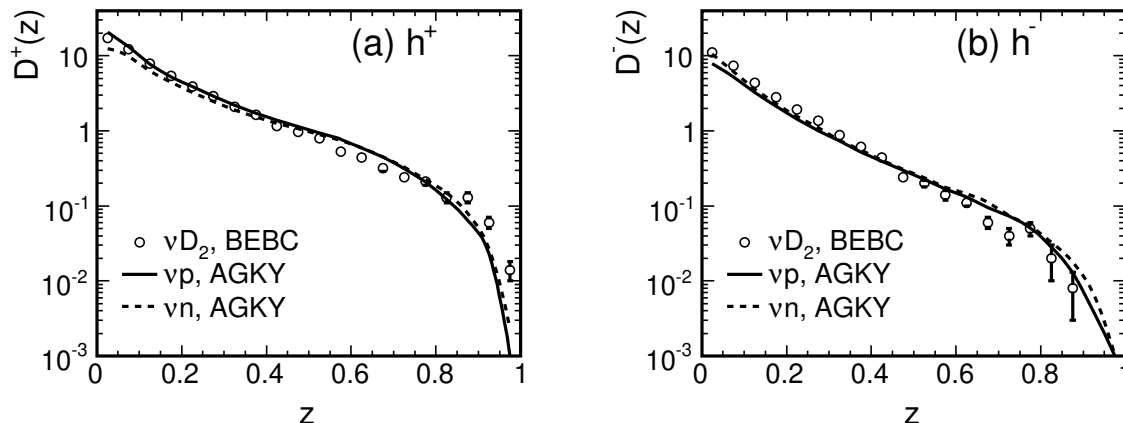 D⁺(z)
10
1
10⁻¹
10⁻²
10⁻³
(a) h⁺
νD₂, BEBC
νp, AGKY
νn, AGKY
0 0.2 0.4 0.6 0.8 1
z
D⁻(z)
10
1
10⁻¹
10⁻²
10⁻³
(b) h⁻
νD₂, BEBC
νp, AGKY
νn, AGKY
0 0.2 0.4 0.6 0.8
z